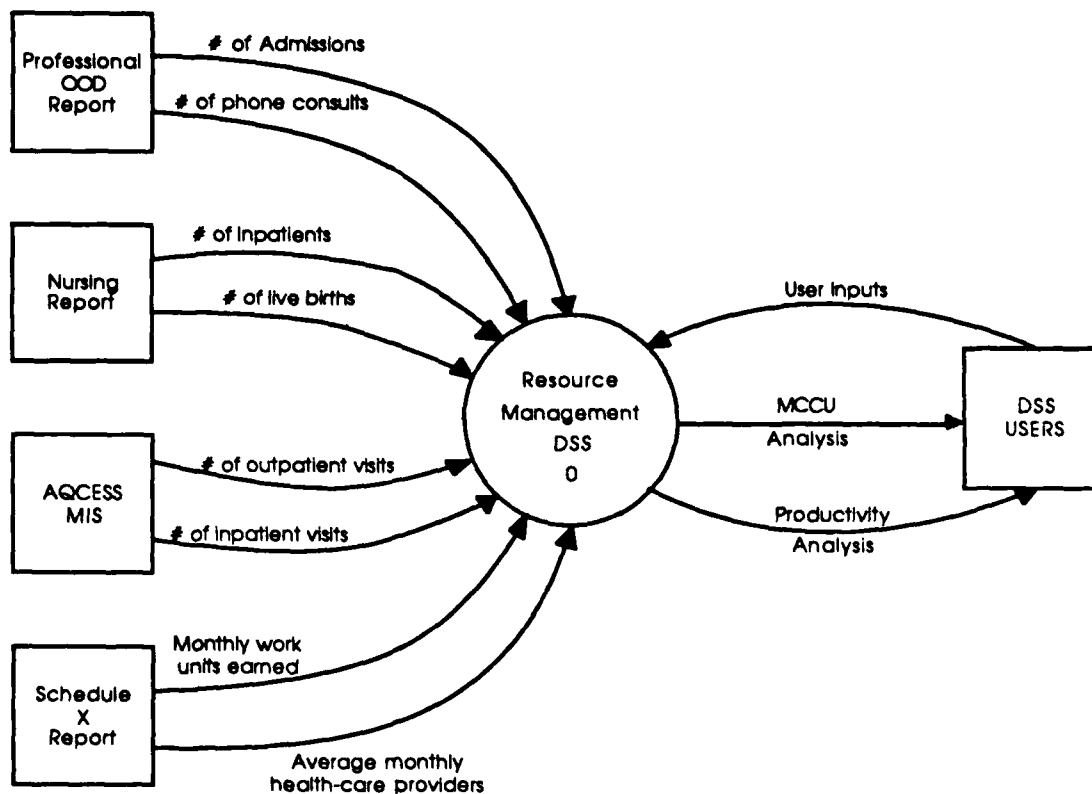 Professional
OOD
Report
# of Admissions
# of phone consults
Nursing
Report
# of Inpatients
# of live births
AQCESS
MIS
# of outpatient visits
# of inpatient visits
Schedule
X
Report
Monthly work
units earned
Average monthly
health-care providers
Resource
Management
DSS
0
User Inputs
MCCU
Analysis
Productivity
Analysis
DSS
USERS